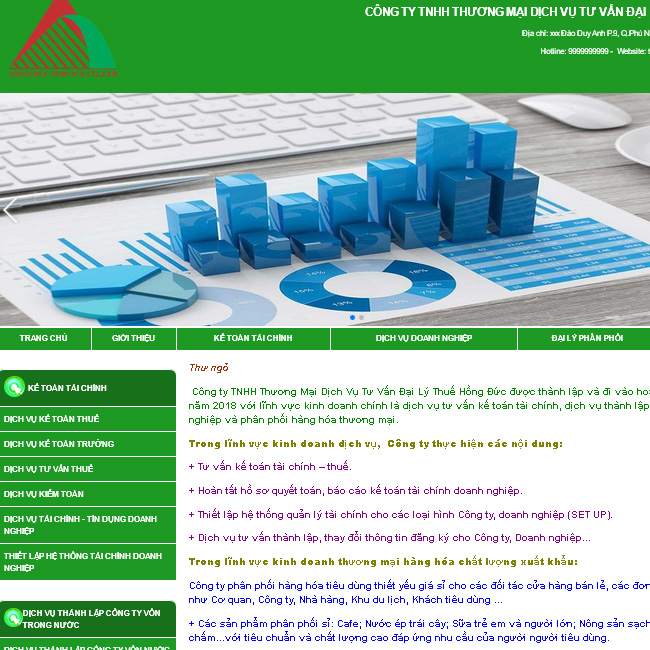 CÔNG TY TNHH THƯƠNG MẠI DỊCH VỤ TƯ VẤN ĐẠI
Địa chỉ: xxx Đào Duy Anh P.9, Q.Phú N
Hotline: 9999999999 - Website: t
TRANG CHỦ
GIỚI THIỆU
KẾ TOÁN TÀI CHÍNH
DỊCH VỤ DOANH NGHIỆP
ĐẠI LÝ PHÂN PHỐI
KẾ TOÁN TÀI CHÍNH
DỊCH VỤ KẾ TOÁN THUẾ
DỊCH VỤ KẾ TOÁN TRƯỞNG
DỊCH VỤ TƯ VẤN THUẾ
DỊCH VỤ KIỂM TOÁN
DỊCH VỤ TÀI CHÍNH - TÍN DỤNG DOANH
NGHIỆP
THIẾT LẬP HỆ THỐNG TÀI CHÍNH DOANH
NGHIỆP
DỊCH VỤ THÀNH LẬP CÔNG TY VỐN
TRONG NƯỚC
DỊCH VỤ THÀNH LẬP CÔNG TY VỐN NƯỚC
Thư ngỏ
Công ty TNHH Thương Mại Dịch Vụ Tư Vấn Đại Lý Thuế Hồng Đức được thành lập và đi vào ho
năm 2018 với lĩnh vực kinh doanh chính là dịch vụ tư vấn kế toán tài chính, dịch vụ thành lập
nghiệp và phân phối hàng hóa thương mại.
Trong lĩnh vực kinh doanh dịch vụ, Công ty thực hiện các nội dung:
+ Tư vấn kế toán tài chính – thuế.
+ Hoàn tất hồ sơ quyết toán, báo cáo kế toán tài chính doanh nghiệp.
+ Thiết lập hệ thống quản lý tài chính cho các loại hình Công ty, doanh nghiệp (SET UP).
+ Dịch vụ tư vấn thành lập, thay đổi thông tin đăng ký cho Công ty, Doanh nghiệp...
Trong lĩnh vực kinh doanh thương mại hàng hóa chất lượng xuất khẩu:
Công ty phân phối hàng hóa tiêu dùng thiết yếu giá sỉ cho các đối tác cửa hàng bán lẻ, các đơn
như Cơ quan, Công ty, Nhà hàng, Khu du lịch, Khách tiêu dùng ...
+ Các sản phẩm phân phối sỉ: Cafe; Nước ép trái cây; Sữa trẻ em và người lớn; Nông sản sạch
chấm...với tiêu chuẩn và chất lượng cao đáp ứng nhu cầu của người người tiêu dùng.